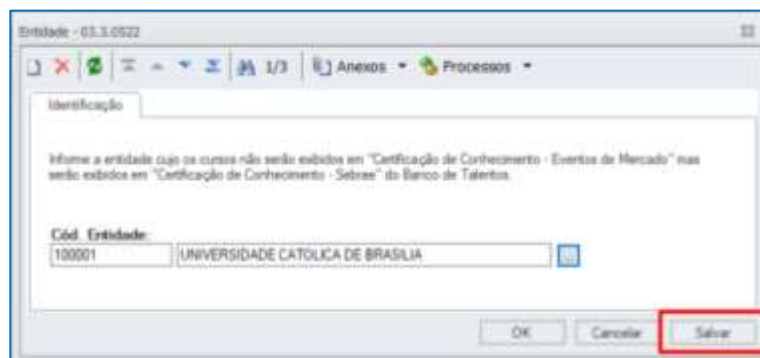 Entidade - 03.3.0522
1/3 Anexos Processos
Identificação
Informe a entidade cujo os cursos não serão exibidos em "Certificação de Conhecimento - Eventos de Mercado" mas
serão exibidos em "Certificação de Conhecimento - Sebrae" do Banco de Talentos.
Cód. Entidade:
100001 UNIVERSIDADE CATOLICA DE BRASILIA
OK Cancelar Salvar